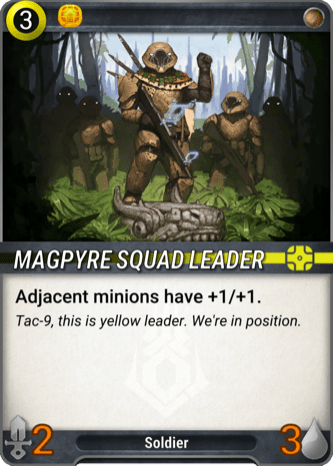 3
MAGPYRE SQUAD LEADER
Adjacent minions have +1/+1.
Tac-9, this is yellow leader. We're in position.
2
Soldier
3